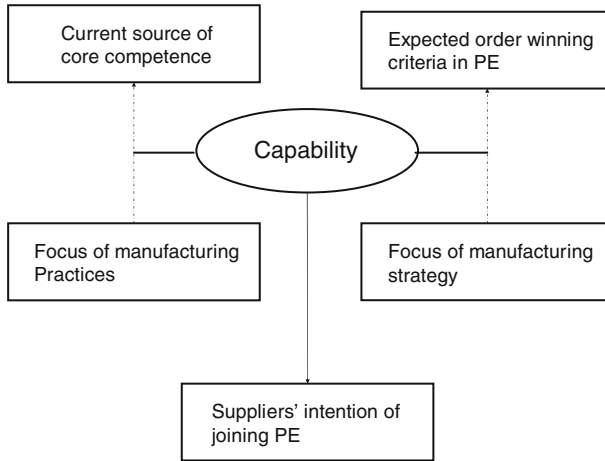 Current source of
core competence
Expected order winning
criteria in PE
Capability
Focus of manufacturing
Practices
Focus of manufacturing
strategy
Suppliers’ intention of
joining PE